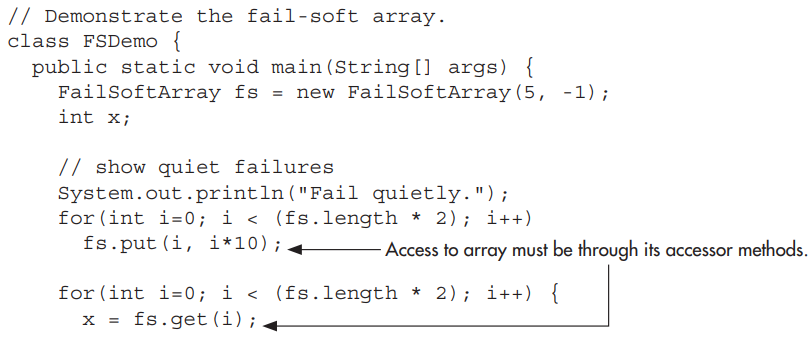 // Demonstrate the fail-soft array.
class FSDemo {
  public static void main(String[] args) {
    FailSoftArray fs = new FailSoftArray(5, -1);
    int x;

    // show quiet failures
    System.out.println("Fail quietly.");
    for(int i=0; i < (fs.length * 2); i++)
      fs.put(i, i*10);
Access to array must be through its accessor methods.

    for(int i=0; i < (fs.length * 2); i++) {
      x = fs.get(i);